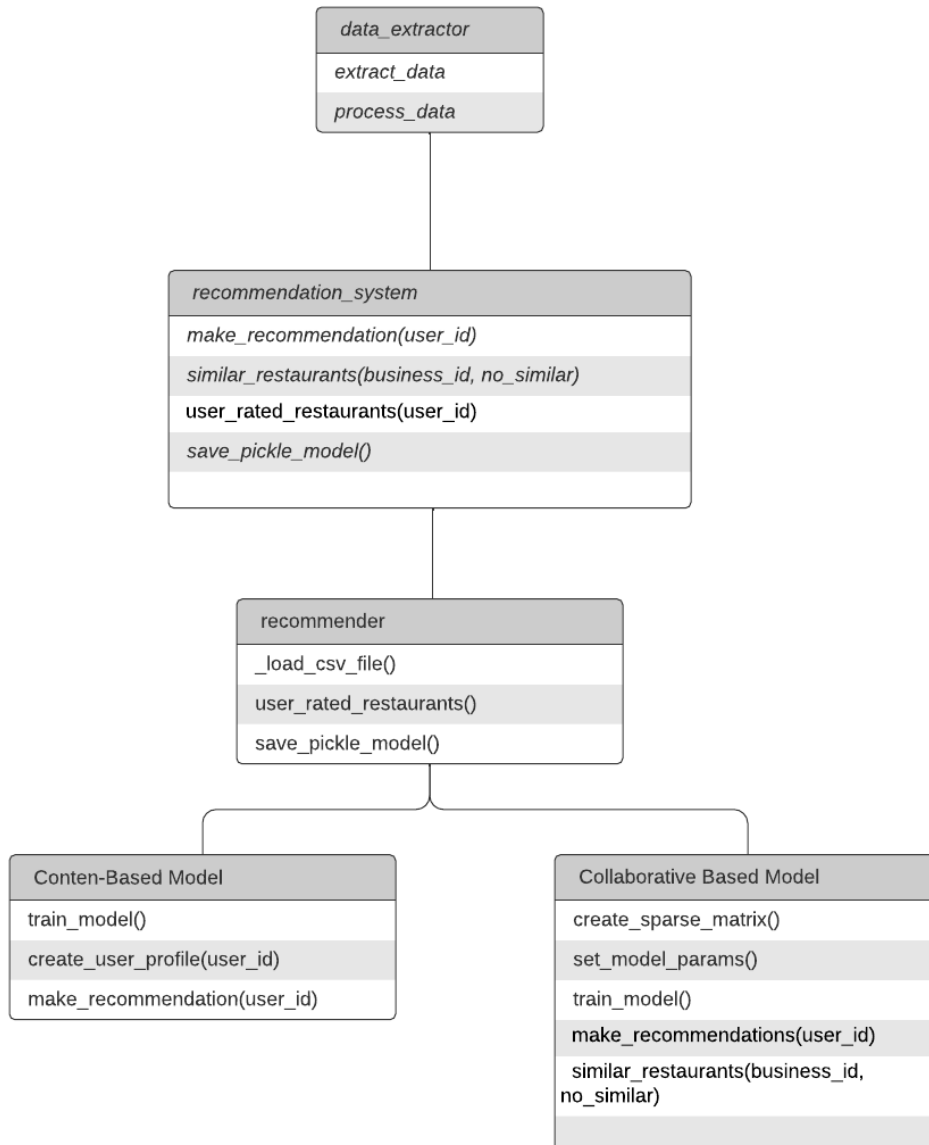 data_extractor
extract_data
process_data
recommendation_system
make_recommendation(user_id)
similar_restaurants(business_id, no_similar)
user_rated_restaurants(user_id)
save_pickle_model()
recommender
_load_csv_file()
user_rated_restaurants()
save_pickle_model()
Conten-Based Model
train_model()
create_user_profile(user_id)
make_recommendation(user_id)
Collaborative Based Model
create_sparse_matrix()
set_model_params()
train_model()
make_recommendations(user_id)
similar_restaurants(business_id,
no_similar)